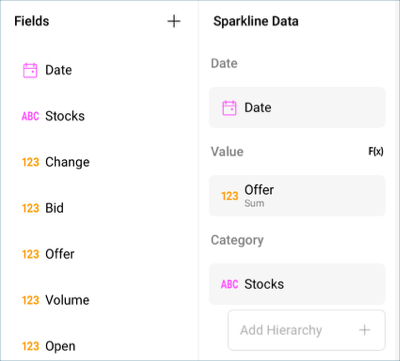 Fields
Date
ABC Stocks
123 Change
123 Bid
123 Offer
123 Volume
123 Open
Sparkline Data
Date
Date
Value F(x)
123 Offer
Sum
Category
ABC Stocks
Add Hierarchy